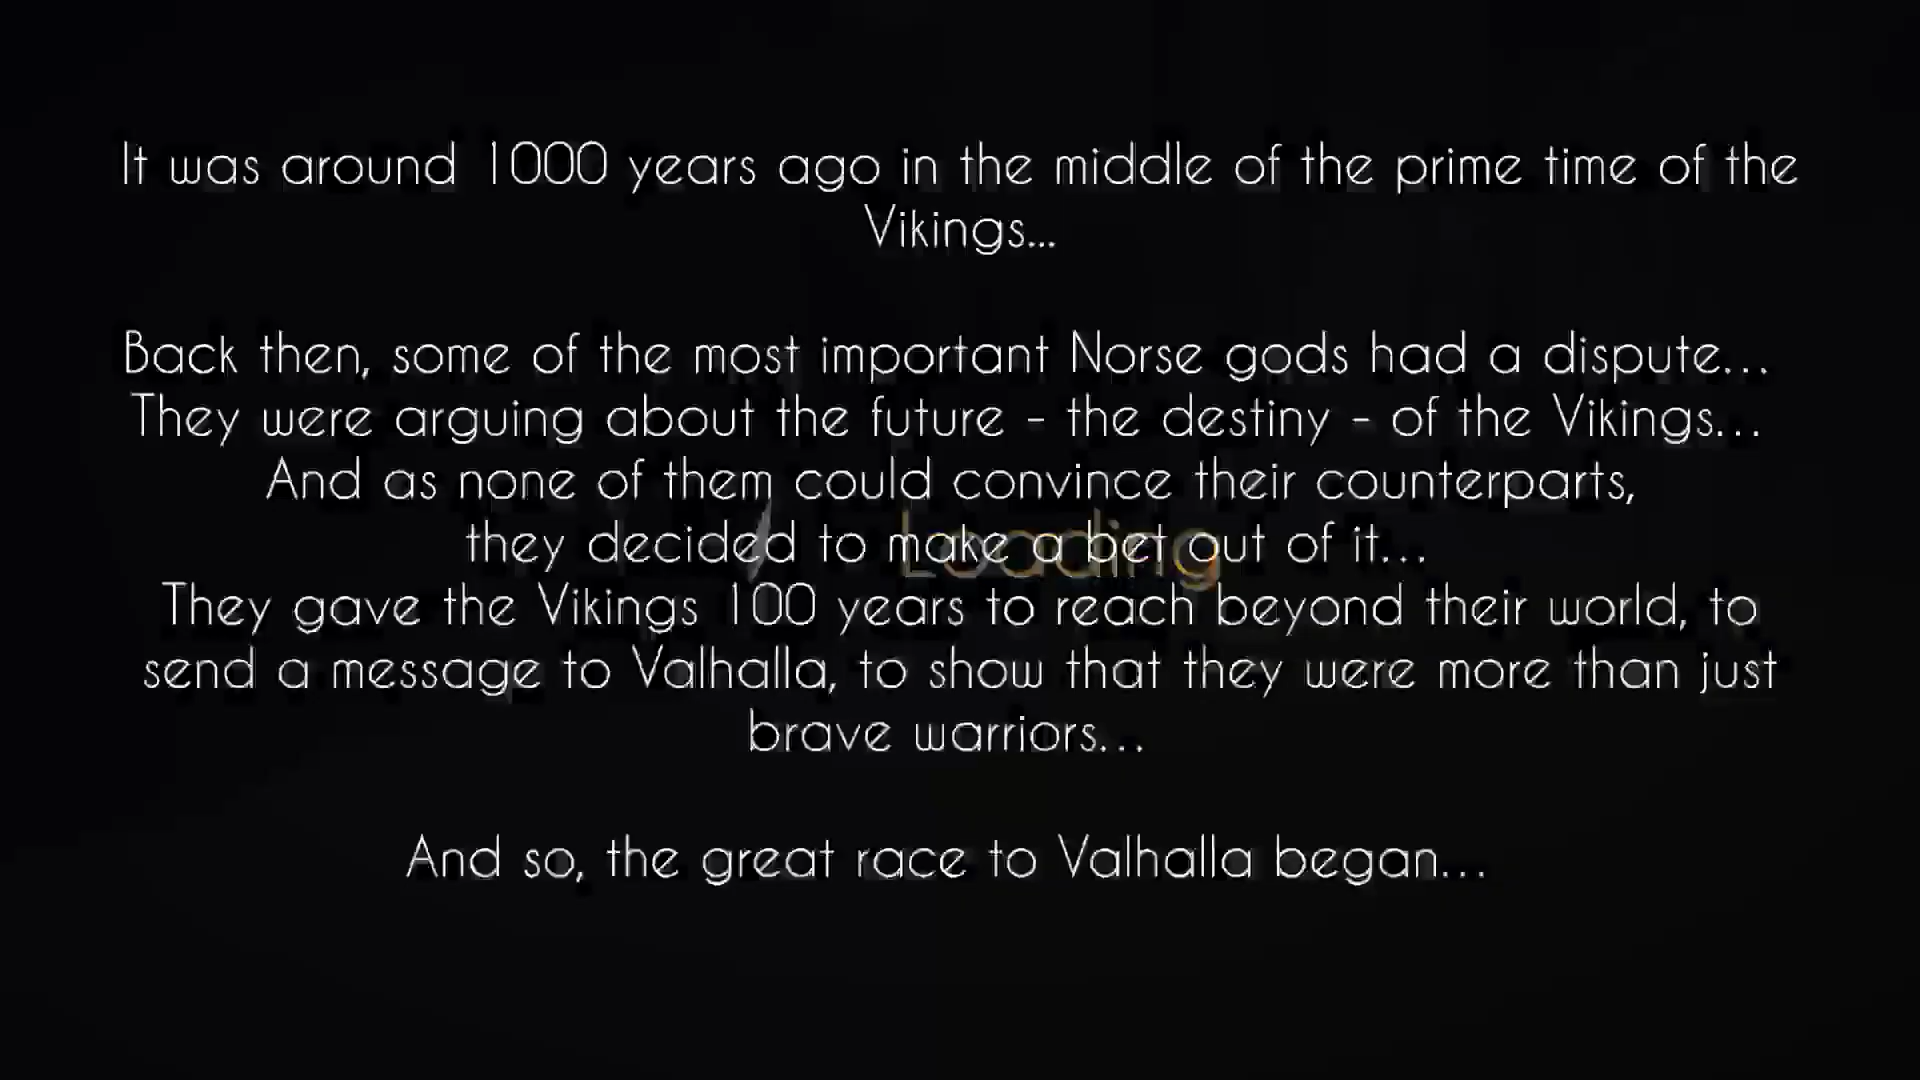 It was around 1000 years ago in the middle of the prime time of the
Vikings...
Back then, some of the most important Norse gods had a dispute...
They were arguing about the future - the destiny - of the Vikings...
And as none of them could convince their counterparts,
they decided to make a bet out of it...
Loading
They gave the Vikings 100 years to reach beyond their world, to
send a message to Valhalla, to show that they were more than just
brave warriors...
And so, the great race to Valhalla began...